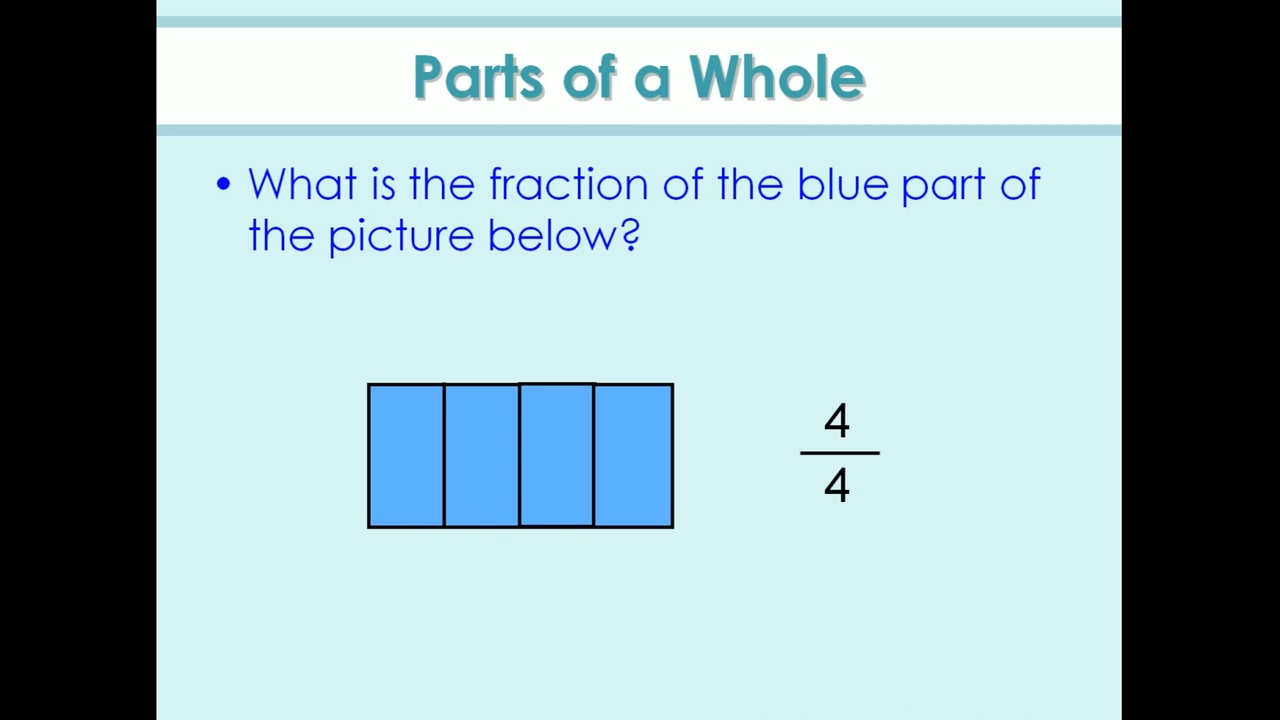 Parts of a Whole
• What is the fraction of the blue part of
the picture below?
4
4